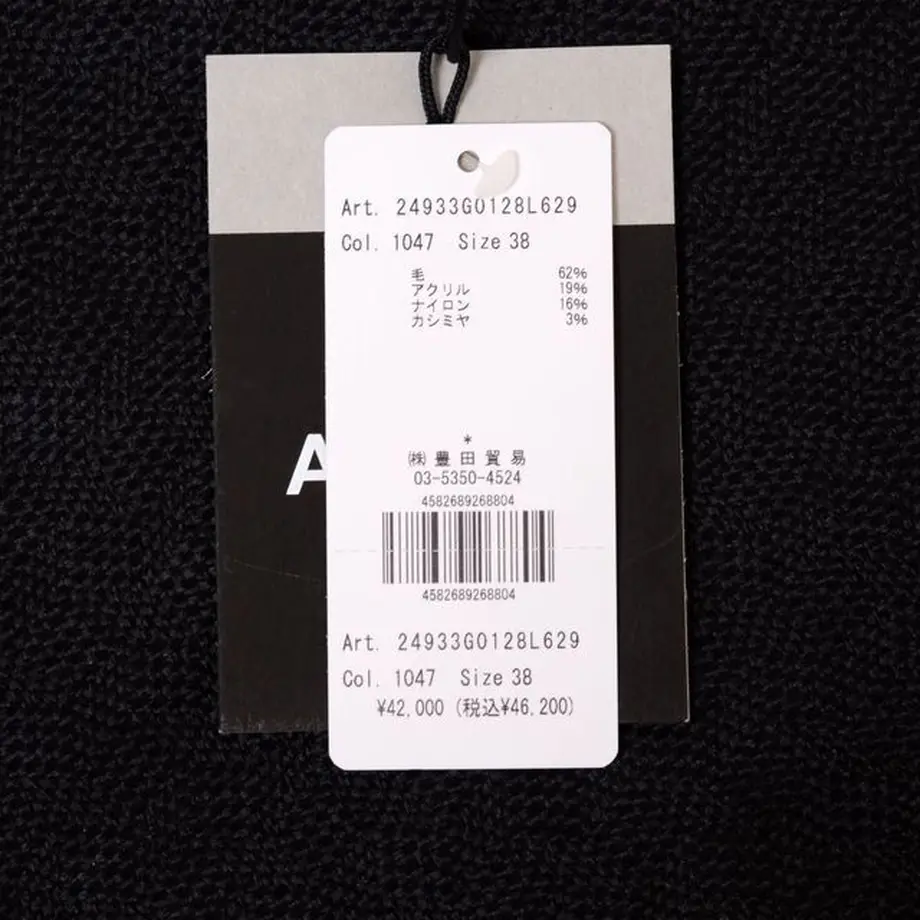 Art. 24933G0128L629
Col. 1047 Size 38
毛 62%
アクリル 19%
ナイロン 16%
カシミヤ 3%
*
㈱ 豊田貿易
03-5350-4524
4582689268804
4582689268804
A
Art. 24933G0128L629
Col. 1047 Size 38
¥42,000 (税込¥46,200)